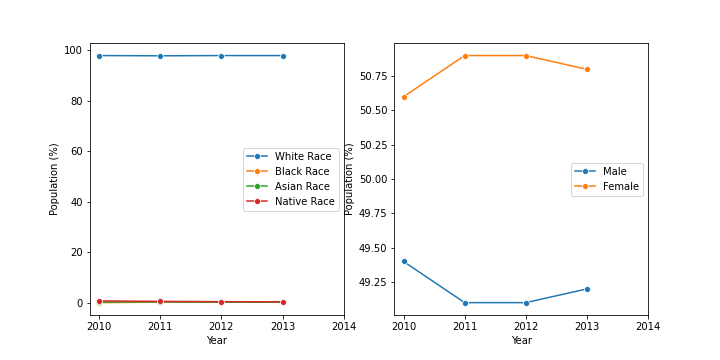 100
80
60
40
20
0
Population (%)
2010 2011 2012 2013 2014
Year
White Race
Black Race
Asian Race
Native Race
50.75
50.50
50.25
50.00
49.75
49.50
49.25
Population (%)
2010 2011 2012 2013 2014
Year
Male
Female